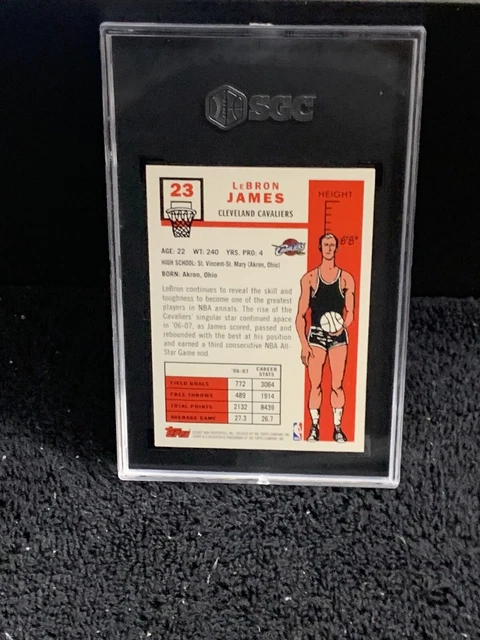 SGC
23
LeBRON
JAMES
CLEVELAND CAVALIERS
HEIGHT
6'8"
CAVALIERS
AGE: 22 WT: 240 YRS. PRO: 4
HIGH SCHOOL: St. Vincent-St. Mary (Akron, Ohio)
BORN: Akron, Ohio
LeBron continues to reveal the skill and
toughness to become one of the greatest
players in NBA annals. The rise of the
Cavaliers' singular star continued apace
in '06-07, as James scored, passed and
rebounded with the best at his position
and earned a third consecutive NBA All-
Star Game nod.
'06-07 CAREER STATS
FIELD GOALS 772 3064
FREE THROWS 489 1914
TOTAL POINTS 2132 8439
AVERAGE GAME 27.3 26.7
Topps
NBA